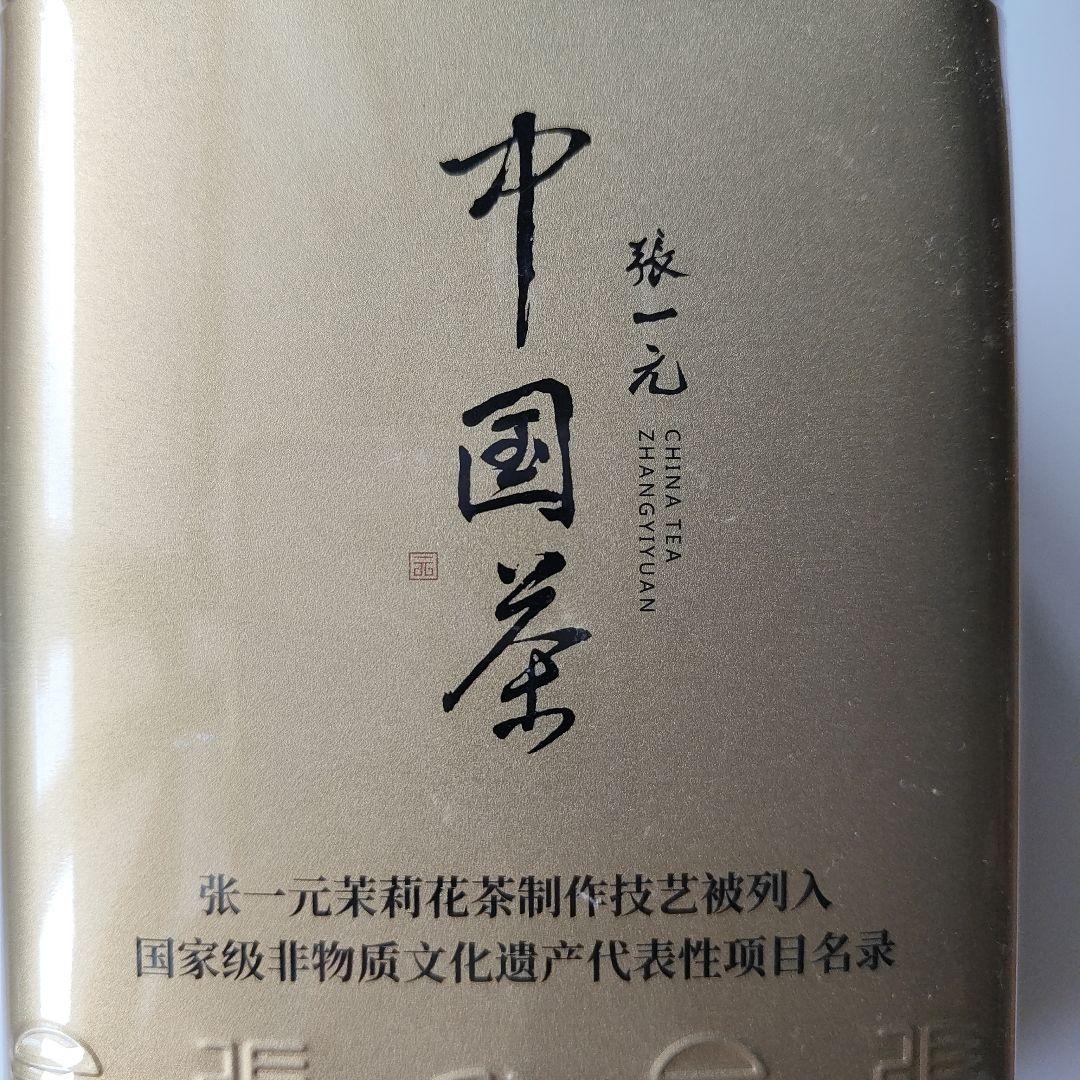 中国茶
張一元
CHINA TEA
ZHANGYIYUAN
张一元茉莉花茶制作技艺被列入
国家级非物质文化遗产代表性项目名录